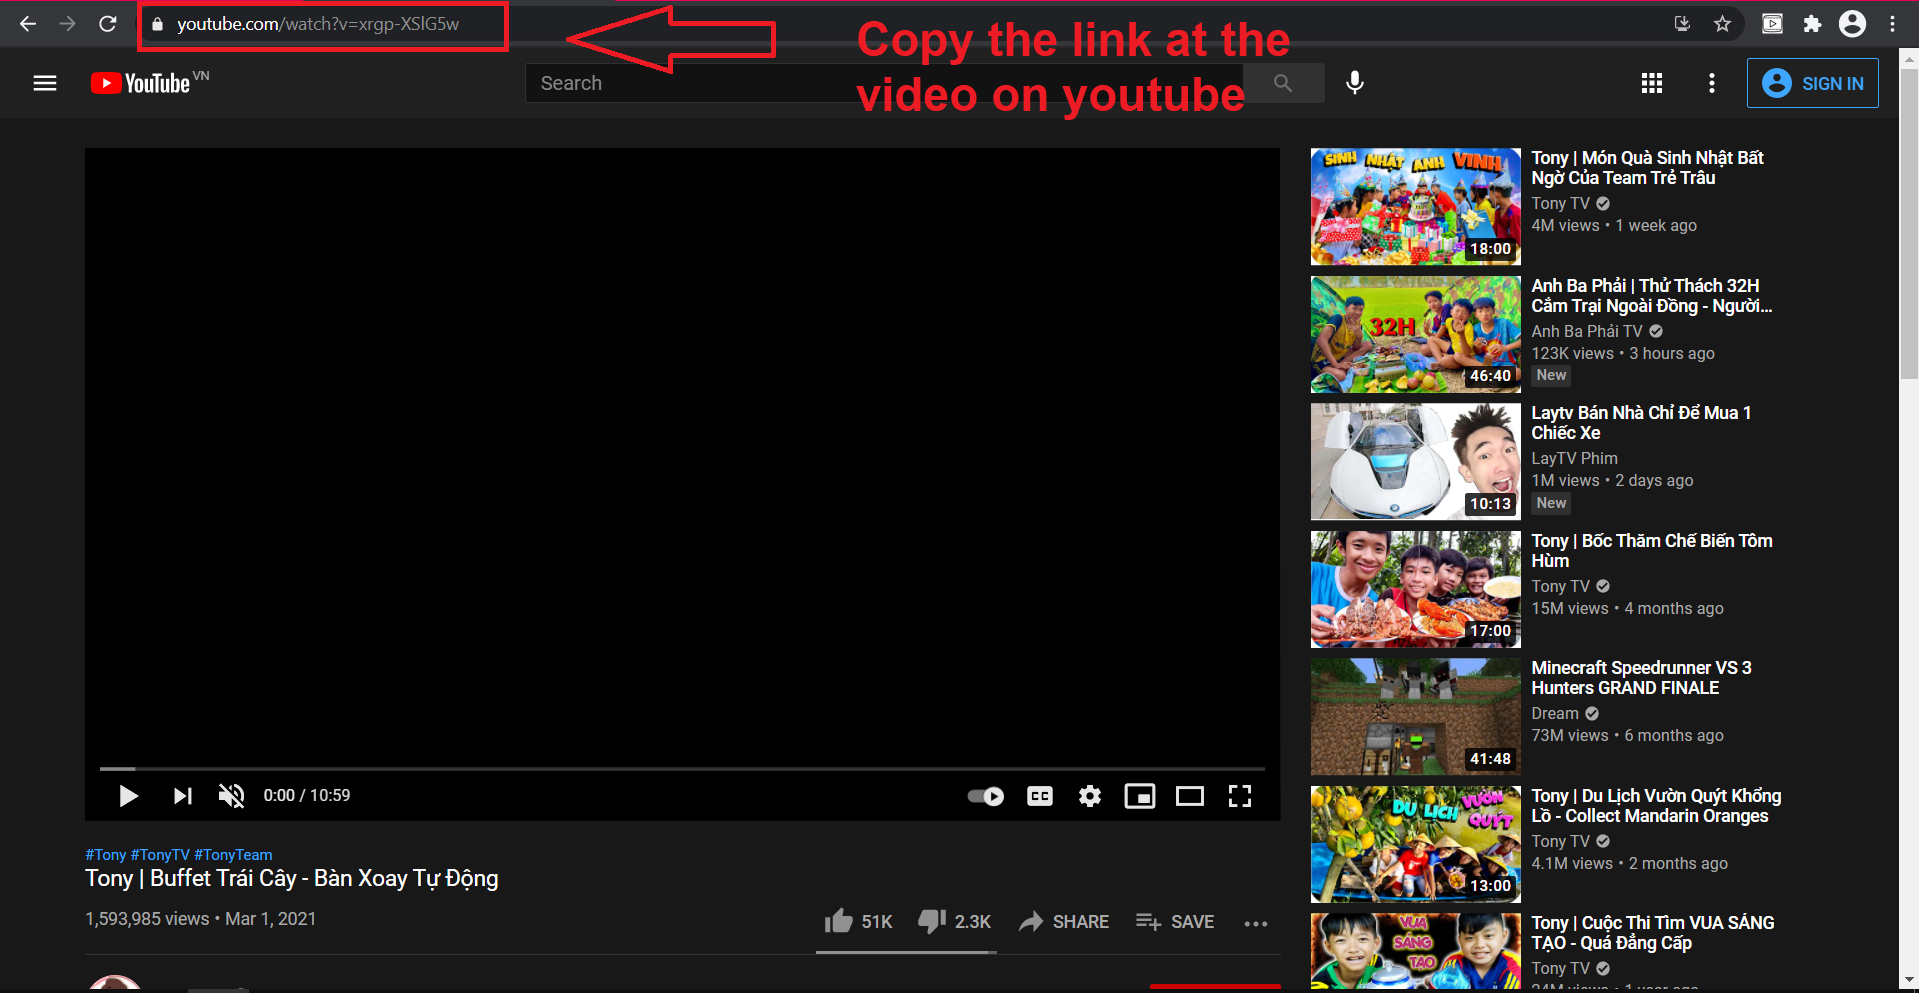 youtube.com/watch?v=xrgp-XSlG5w
Copy the link at the
video on youtube
YouTube VN
Search
SIGN IN
0:00 / 10:59
CC
#Tony #TonyTV #TonyTeam
Tony | Buffet Trái Cây - Bàn Xoay Tự Động
1,593,985 views • Mar 1, 2021
51K
2.3K
SHARE
SAVE
SINH NHẬT ANH VINH
18:00
Tony | Món Quà Sinh Nhật Bất
Ngờ Của Team Trẻ Trâu
Tony TV
4M views • 1 week ago
32H
46:40
Anh Ba Phải | Thử Thách 32H
Cắm Trại Ngoài Đồng - Người...
Anh Ba Phải TV
123K views • 3 hours ago
New
10:13
Laytv Bán Nhà Chỉ Để Mua 1
Chiếc Xe
LayTV Phim
1M views • 2 days ago
New
17:00
Tony | Bốc Thăm Chế Biến Tôm
Hùm
Tony TV
15M views • 4 months ago
41:48
Minecraft Speedrunner VS 3
Hunters GRAND FINALE
Dream
73M views • 6 months ago
DU LỊCH VƯỜN
QUÝT
13:00
Tony | Du Lịch Vườn Quýt Khổng
Lồ - Collect Mandarin Oranges
Tony TV
4.1M views • 2 months ago
VUA
SÁNG
TẠO
Tony | Cuộc Thi Tìm VUA SÁNG
TẠO - Quá Đẳng Cấp
Tony TV